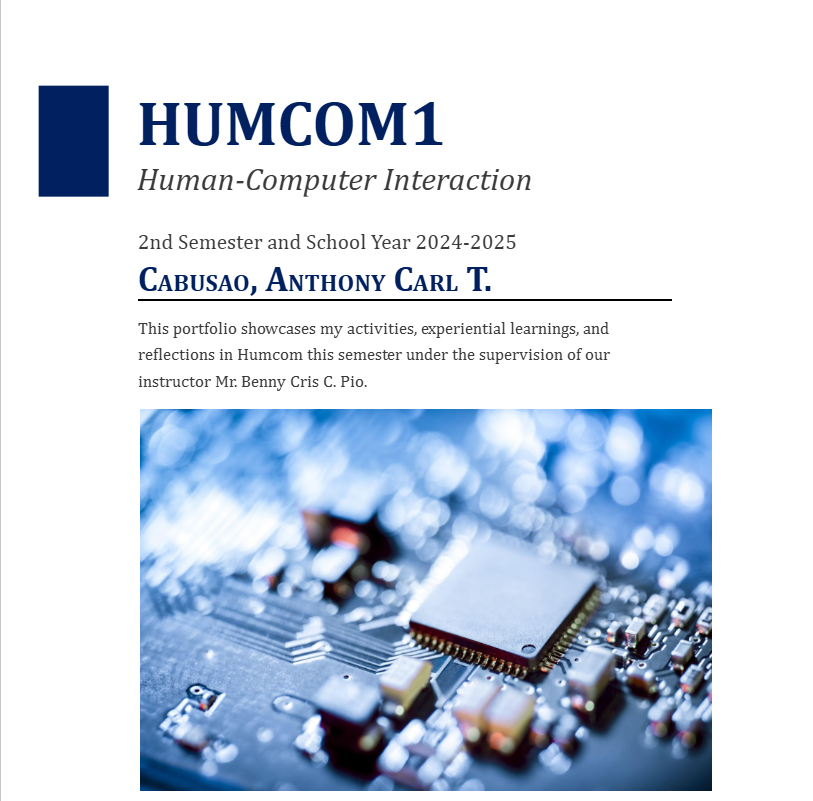 HUMCOM1
Human-Computer Interaction
2nd Semester and School Year 2024-2025
Cabusao, Anthony Carl T.
This portfolio showcases my activities, experiential learnings, and
reflections in Humcom this semester under the supervision of our
instructor Mr. Benny Cris C. Pio.